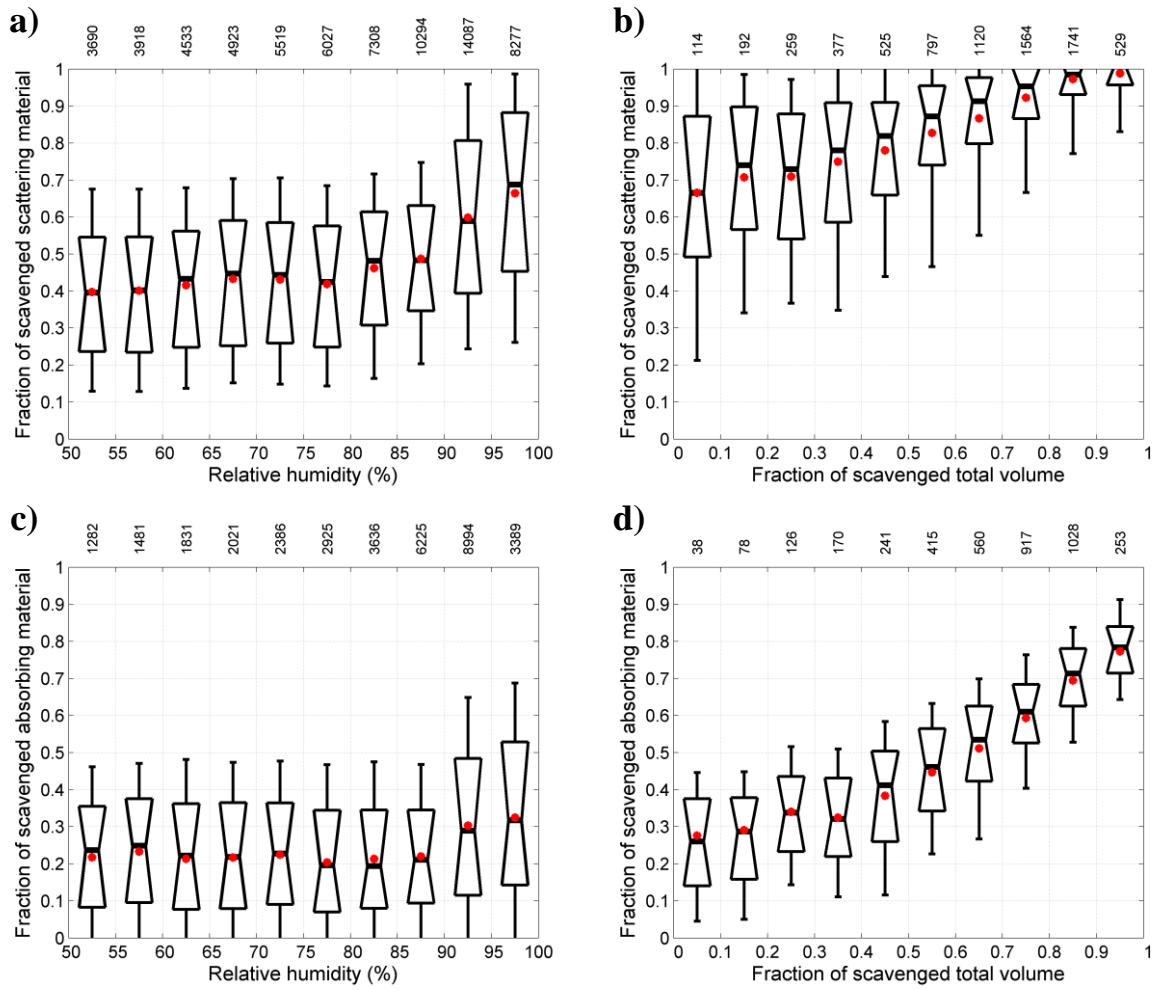 a)
3690 3918 4533 4923 5519 6027 7308 10294 14087 8277
1
0.9
0.8
0.7
0.6
0.5
0.4
0.3
0.2
0.1
0
Fraction of scavenged scattering material
50 55 60 65 70 75 80 85 90 95 100
Relative humidity (%)
b)
114 192 259 377 525 797 1120 1564 1741 529
1
0.9
0.8
0.7
0.6
0.5
0.4
0.3
0.2
0.1
0
Fraction of scavenged scattering material
0 0.1 0.2 0.3 0.4 0.5 0.6 0.7 0.8 0.9 1
Fraction of scavenged total volume
c)
1282 1481 1831 2021 2386 2925 3636 6225 8994 3389
1
0.9
0.8
0.7
0.6
0.5
0.4
0.3
0.2
0.1
0
Fraction of scavenged absorbing material
50 55 60 65 70 75 80 85 90 95 100
Relative humidity (%)
d)
38 78 126 170 241 415 560 917 1028 253
1
0.9
0.8
0.7
0.6
0.5
0.4
0.3
0.2
0.1
0
Fraction of scavenged absorbing material
0 0.1 0.2 0.3 0.4 0.5 0.6 0.7 0.8 0.9 1
Fraction of scavenged total volume